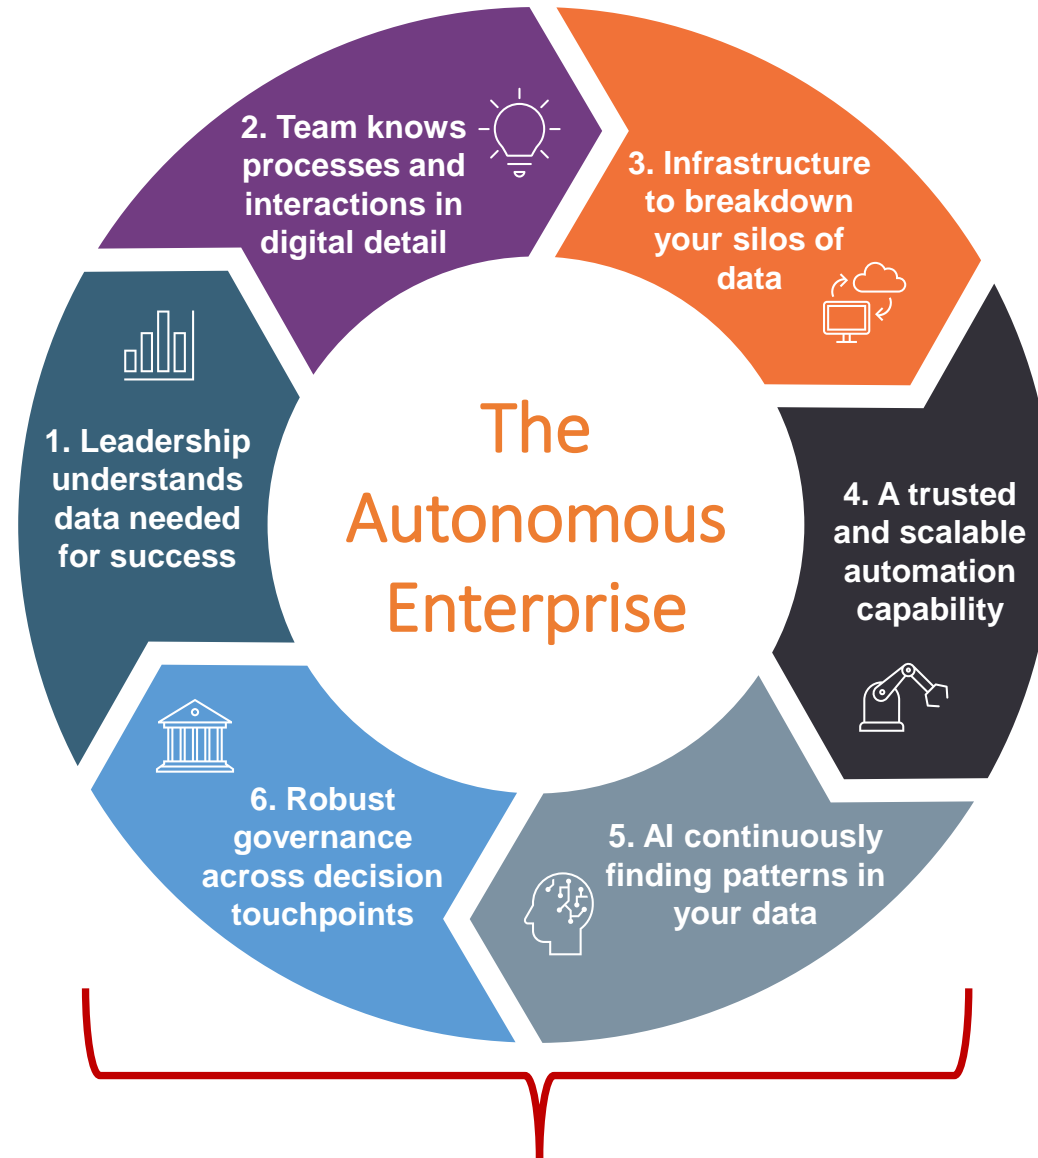 The
Autonomous
Enterprise
1. Leadership
understands
data needed
for success
2. Team knows
processes and
interactions in
digital detail
3. Infrastructure
to breakdown
your silos of
data
4. A trusted
and scalable
automation
capability
5. AI continuously
finding patterns in
your data
6. Robust
governance
across decision
touchpoints